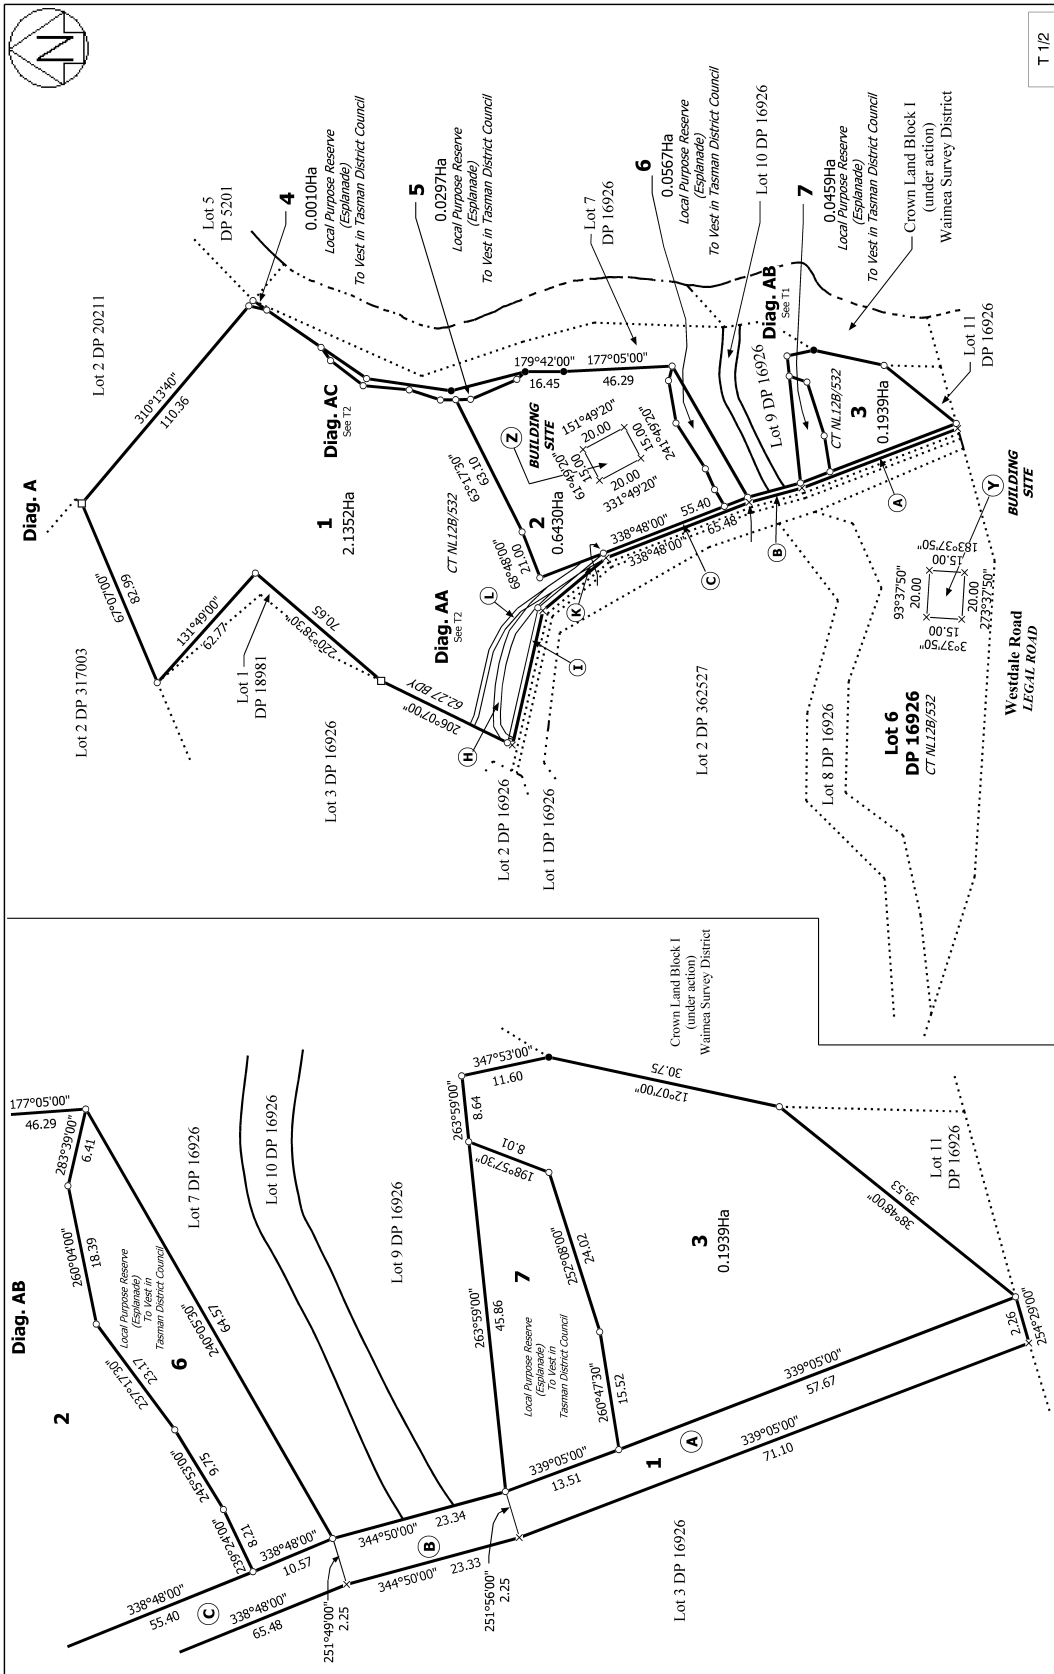 N
Diag. A
Lot 2 DP 20211
Lot 5
DP 5201
310°13'40"
110.36
4
0.0010Ha
Local Purpose Reserve
(Esplanade)
To Vest in Tasman District Council
Diag. AC
See T2
1
2.1352Ha
67°07'00"
82.99
Lot 2 DP 317003
131°49'00"
62.77
Lot 1
DP 18981
220°38'30"
70.65
Lot 3 DP 16926
5
0.0297Ha
Local Purpose Reserve
(Esplanade)
To Vest in Tasman District Council
CT NL12B/532
63°17'30"
63.10
68°48'00"
21.00
Diag. AA
See T2
206°07'00"
62.27 BDY
L
H
I
K
Lot 2 DP 16926
Lot 1 DP 16926
179°42'00"
16.45
177°05'00"
46.29
Lot 7
DP 16926
Z
BUILDING
SITE
151°49'20"
20.00
241°49'20"
15.00
61°49'20"
15.00
20.00
331°49'20"
2
0.6430Ha
338°48'00"
55.40
338°48'00"
65.48
C
B
A
6
0.0567Ha
Local Purpose Reserve
(Esplanade)
To Vest in Tasman District Council
Lot 10 DP 16926
Diag. AB
See T1
Lot 9 DP 16926
7
0.0459Ha
Local Purpose Reserve
(Esplanade)
To Vest in Tasman District Council
Crown Land Block I
(under action)
Waimea Survey District
CT NL12B/532
3
0.1939Ha
Lot 11
DP 16926
Y
BUILDING
SITE
93°37'50"
20.00
183°37'50"
15.00
15.00
3°37'50"
20.00
273°37'50"
Lot 2 DP 362527
Lot 8 DP 16926
Lot 6
DP 16926
CT NL12B/532
Westdale Road
LEGAL ROAD
T 1/2
Diag. AB
2
177°05'00"
46.29
283°39'00"
6.41
260°04'00"
18.39
237°17'30"
23.17
245°53'00"
9.75
239°24'00"
8.21
Local Purpose Reserve
(Esplanade)
To Vest in
Tasman District Council
6
240°05'30"
64.57
Lot 7 DP 16926
Lot 10 DP 16926
Lot 9 DP 16926
338°48'00"
55.40
C
338°48'00"
65.48
338°48'00"
10.57
251°49'00"
2.25
344°50'00"
23.34
B
344°50'00"
23.33
251°56'00"
2.25
263°59'00"
45.86
263°59'00"
8.64
347°53'00"
11.60
198°57'30"
8.01
7
Local Purpose Reserve
(Esplanade)
To Vest in
Tasman District Council
252°08'00"
24.02
260°47'30"
15.52
339°05'00"
13.51
1
A
339°05'00"
57.67
339°05'00"
71.10
Lot 3 DP 16926
3
0.1939Ha
12°07'00"
30.75
38°48'00"
39.53
2.26
254°29'00"
Lot 11
DP 16926
Crown Land Block I
(under action)
Waimea Survey District